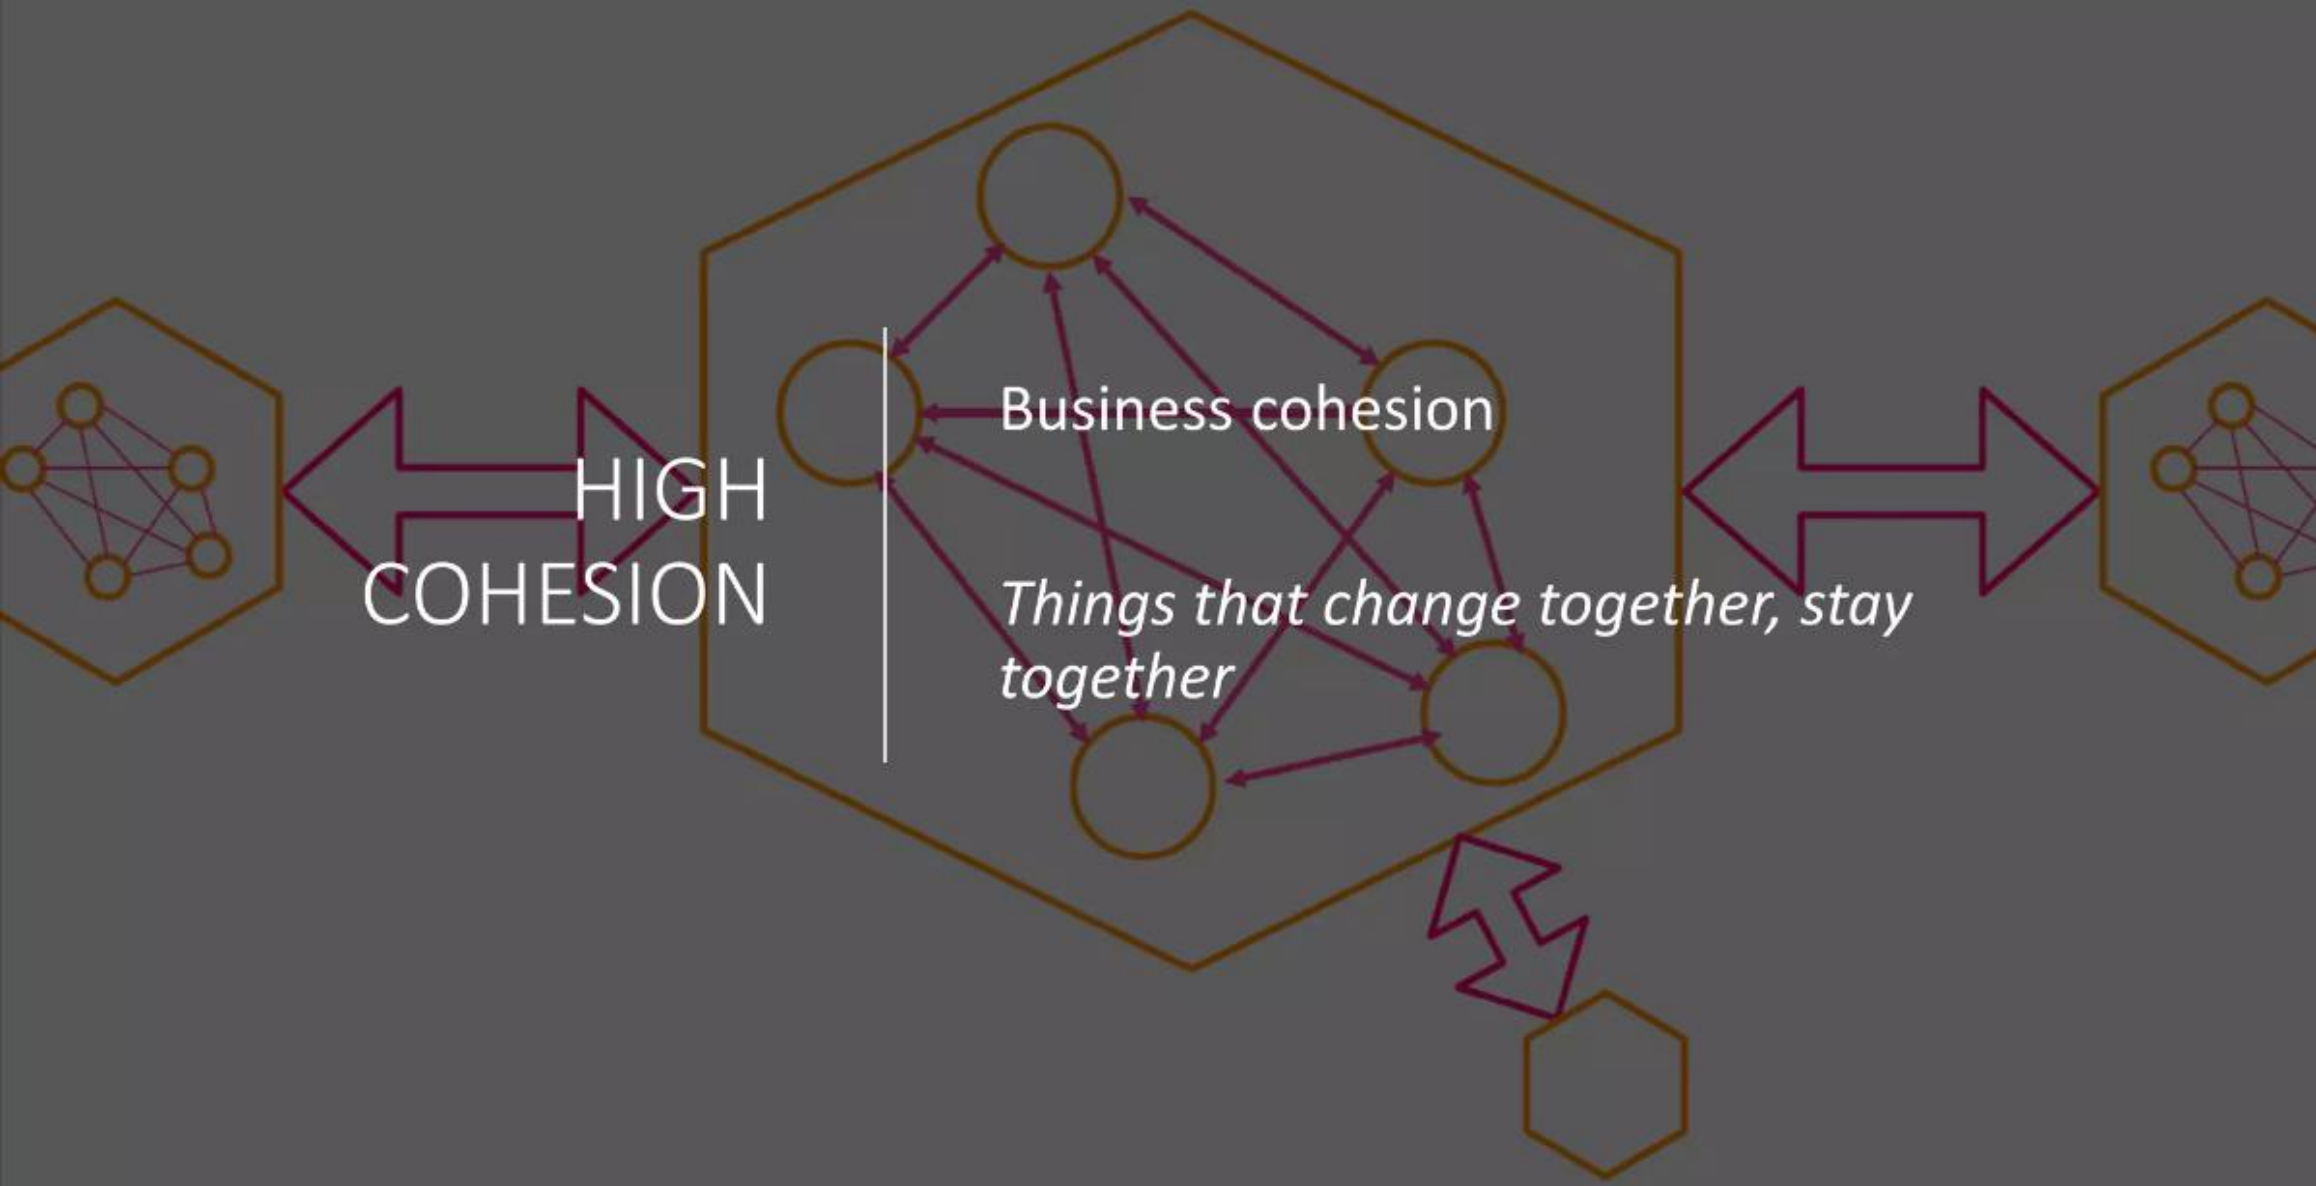 HIGH
COHESION
Business cohesion
Things that change together, stay
together